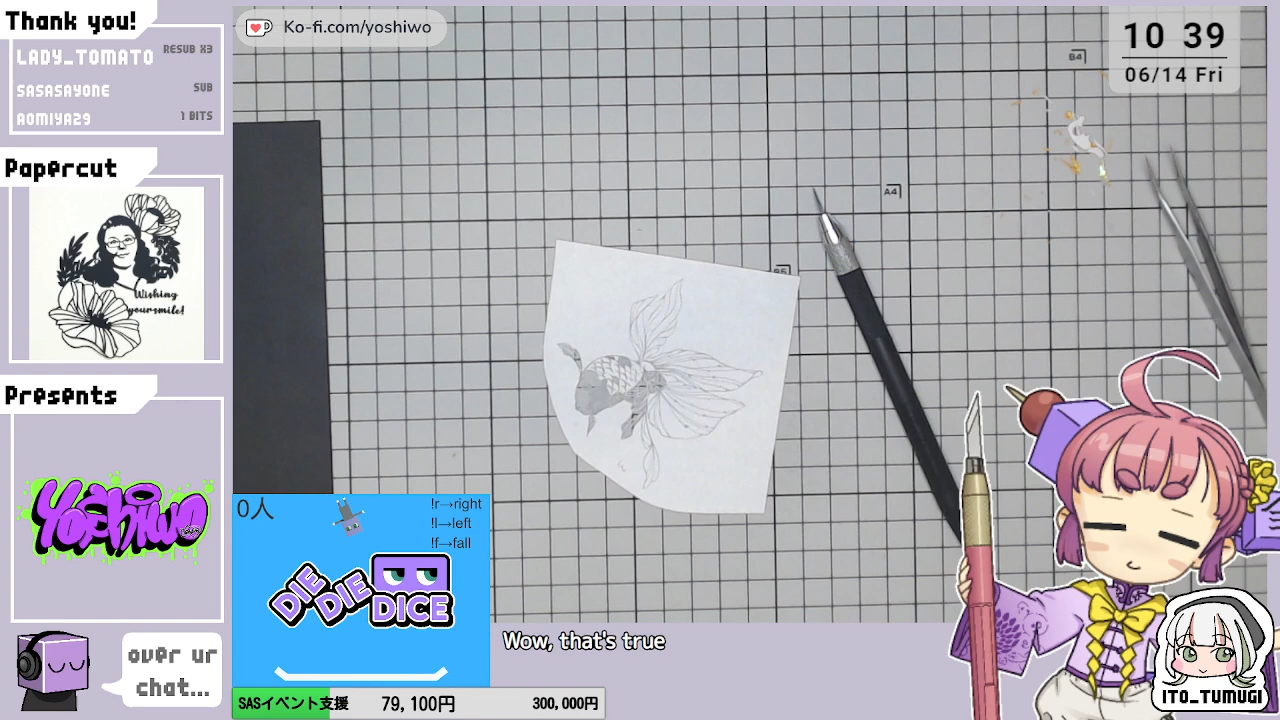 Thank you!
LADY_TOMATO RESUB X3
SASASAYONE SUB
AOMIYA29 1 BITS
Papercut
Wishing
yoursmile!
Presents
Yoshiwo
over ur
chat...
Ko-fi.com/yoshiwo
B4
10 39
06/14 Fri
A4
B5
0人
!r→right
!l→left
!f→fall
DIE DIE DICE
Wow, that's true
SASイベント支援 79,100円 300,000円
ITO_TUMUGI